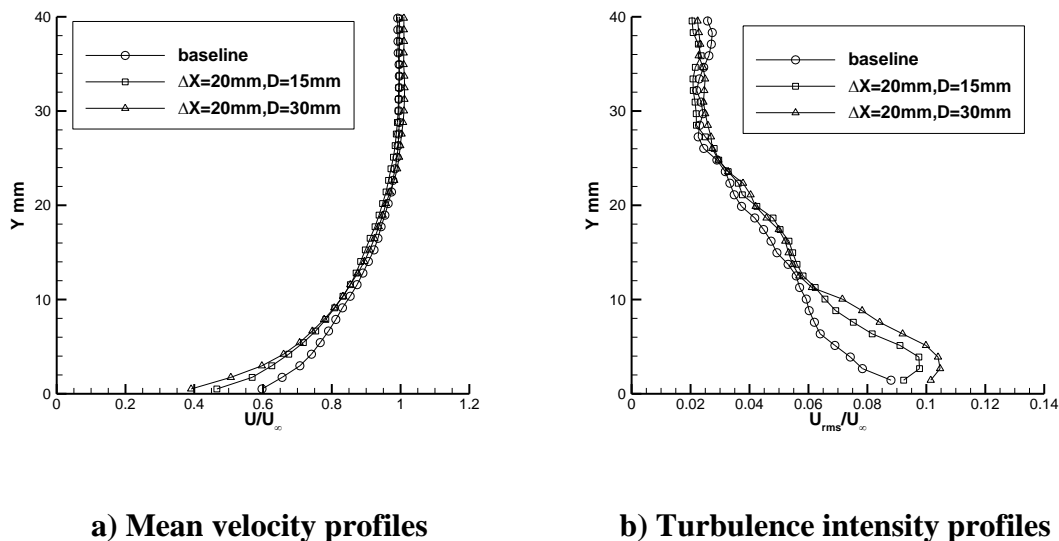 baseline
ΔX=20mm,D=15mm
ΔX=20mm,D=30mm
Y mm
40
30
20
10
0
0 0.2 0.4 0.6 0.8 1 1.2
U/U∞
a) Mean velocity profiles
baseline
ΔX=20mm,D=15mm
ΔX=20mm,D=30mm
Y mm
40
30
20
10
0
0 0.02 0.04 0.06 0.08 0.1 0.12 0.14
Urms/U∞
b) Turbulence intensity profiles